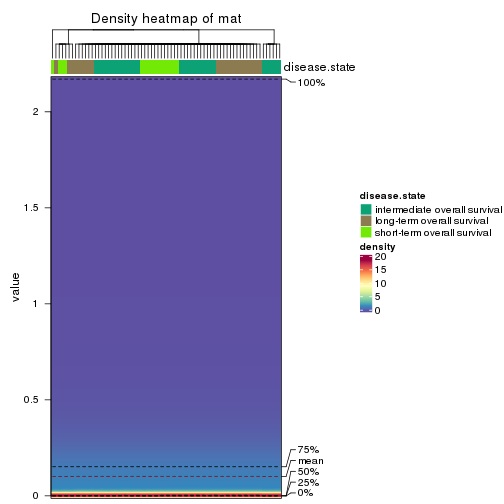 Density heatmap of mat
disease.state
100%
2
1.5
1
0.5
0
value
75%
mean
50%
25%
0%
disease.state
intermediate overall survival
long-term overall survival
short-term overall survival
density
20
15
10
5
0